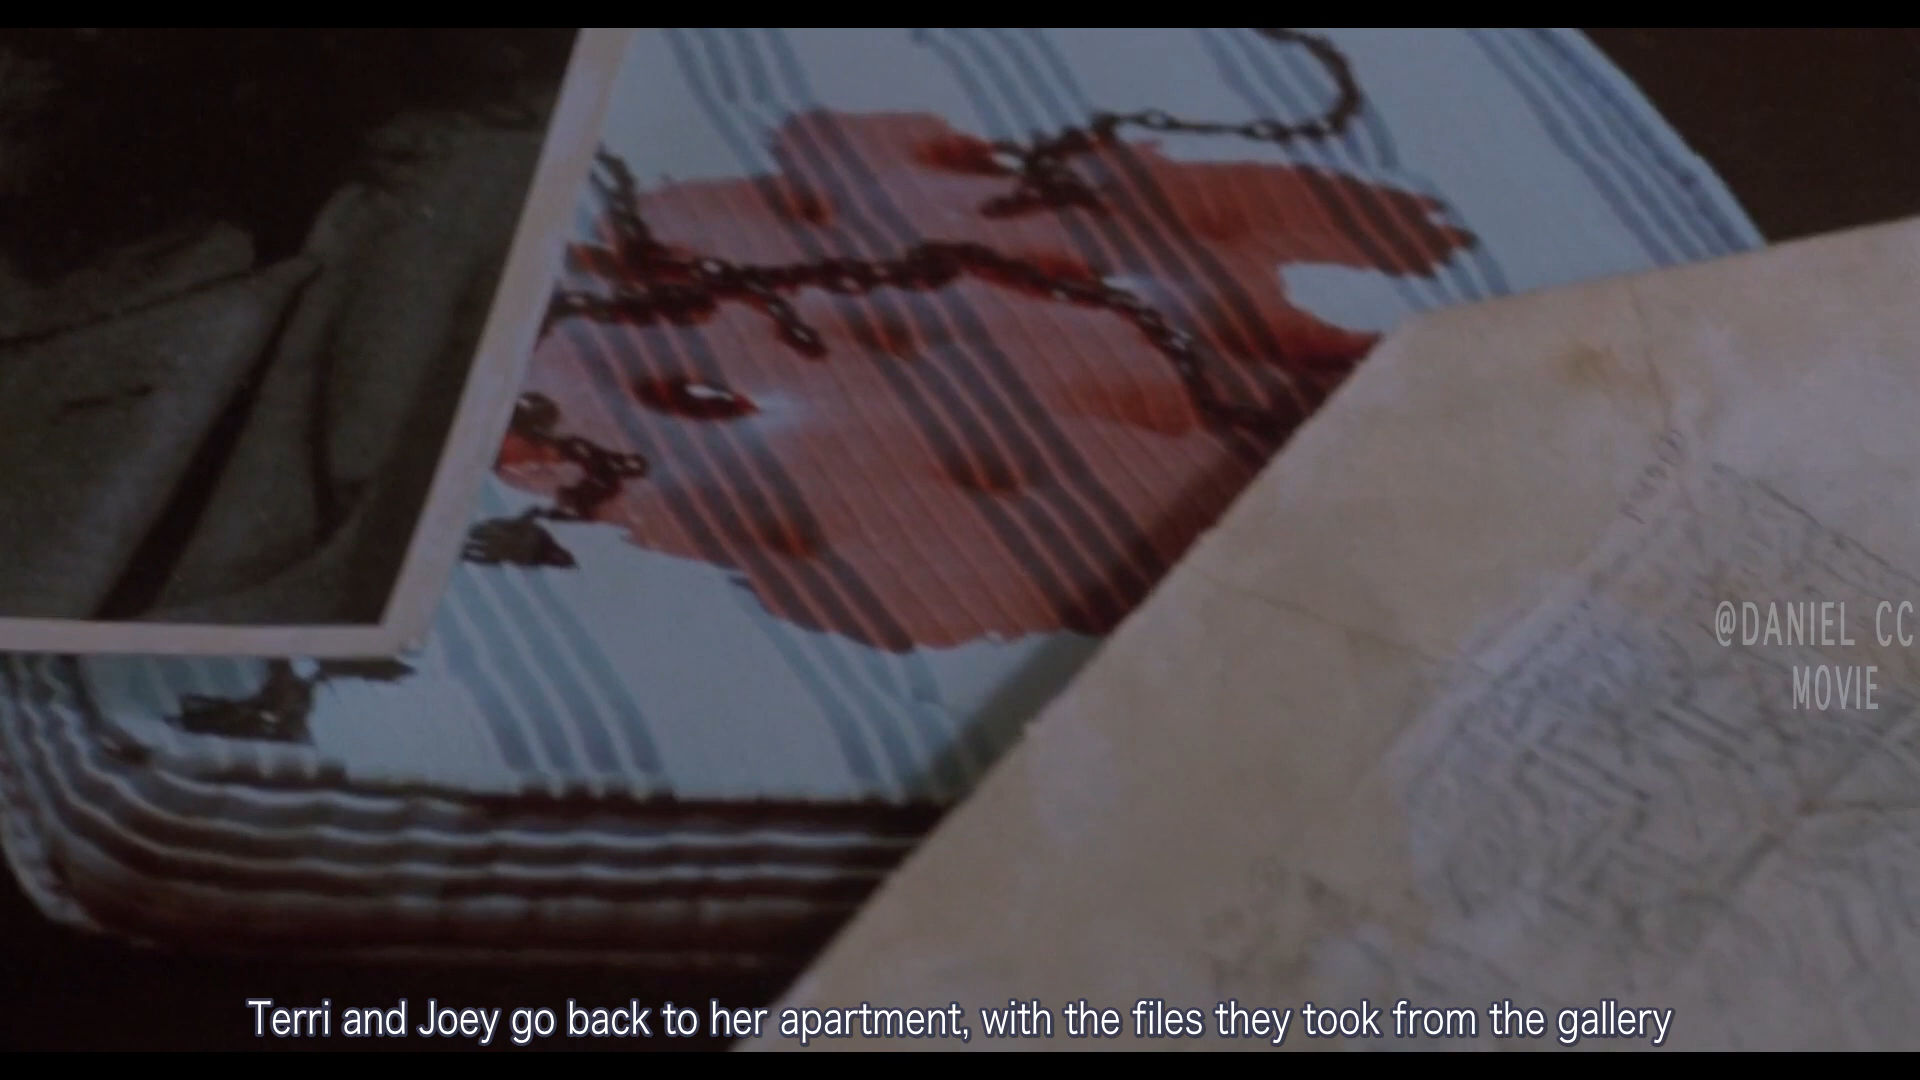 @DANIEL CC
MOVIE
Terri and Joey go back to her apartment, with the files they took from the gallery